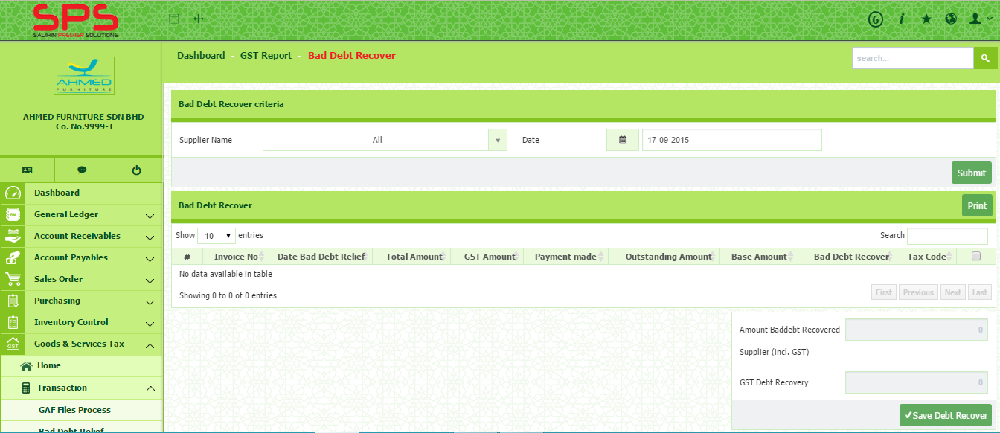 SPS
SALIHIN PREMIER SOLUTIONS
6
i
AHMED
FURNITURE
AHMED FURNITURE SDN BHD
Co. No.9999-T
Dashboard - GST Report - Bad Debt Recover
search...
Dashboard
RM
General Ledger
Account Receivables
Account Payables
Sales Order
Purchasing
Inventory Control
GST
Goods & Services Tax
Home
Transaction
GAF Files Process
Bad Debt Relief
Bad Debt Recover criteria
Supplier Name All Date 17-09-2015
Submit
Bad Debt Recover
Print
Show 10 entries Search
# Invoice No Date Bad Debt Relief Total Amount GST Amount Payment made Outstanding Amount Base Amount Bad Debt Recover Tax Code
No data available in table
Showing 0 to 0 of 0 entries First Previous Next Last
Amount Baddebt Recovered 0
Supplier (incl. GST)
GST Debt Recovery 0
Save Debt Recover